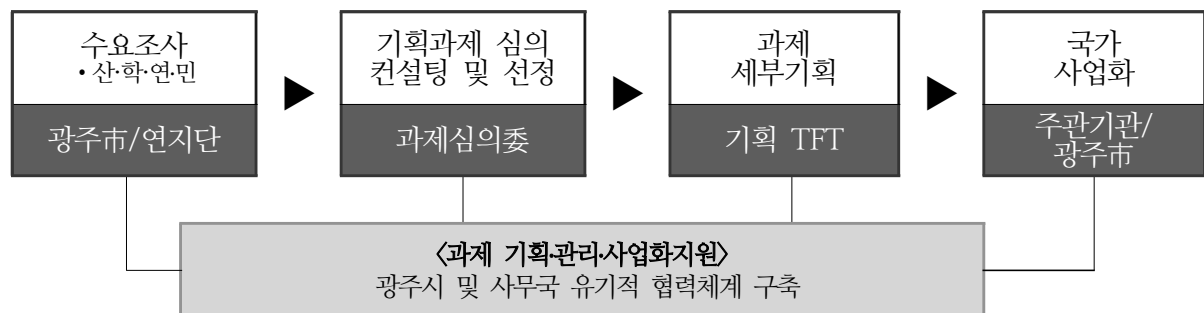 수요조사
• 산·학·연·민
광주市/연지단
기획과제 심의
컨설팅 및 선정
과제심의委
과제
세부기획
기획 TFT
국가
사업화
주관기관/
광주市
<과제 기획·관리·사업화지원>
광주시 및 사무국 유기적 협력체계 구축